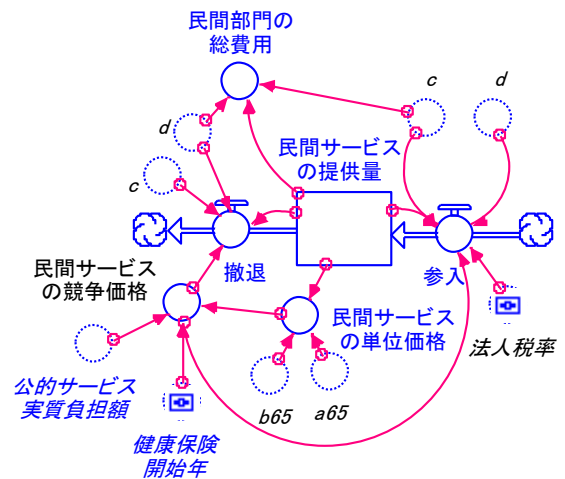 民間部門の
総費用
c
d
d
民間サービス
の提供量
c
民間サービス
の競争価格
撤退
参入
民間サービス
の単位価格
法人税率
公的サービス
実質負担額
b65
a65
健康保険
開始年